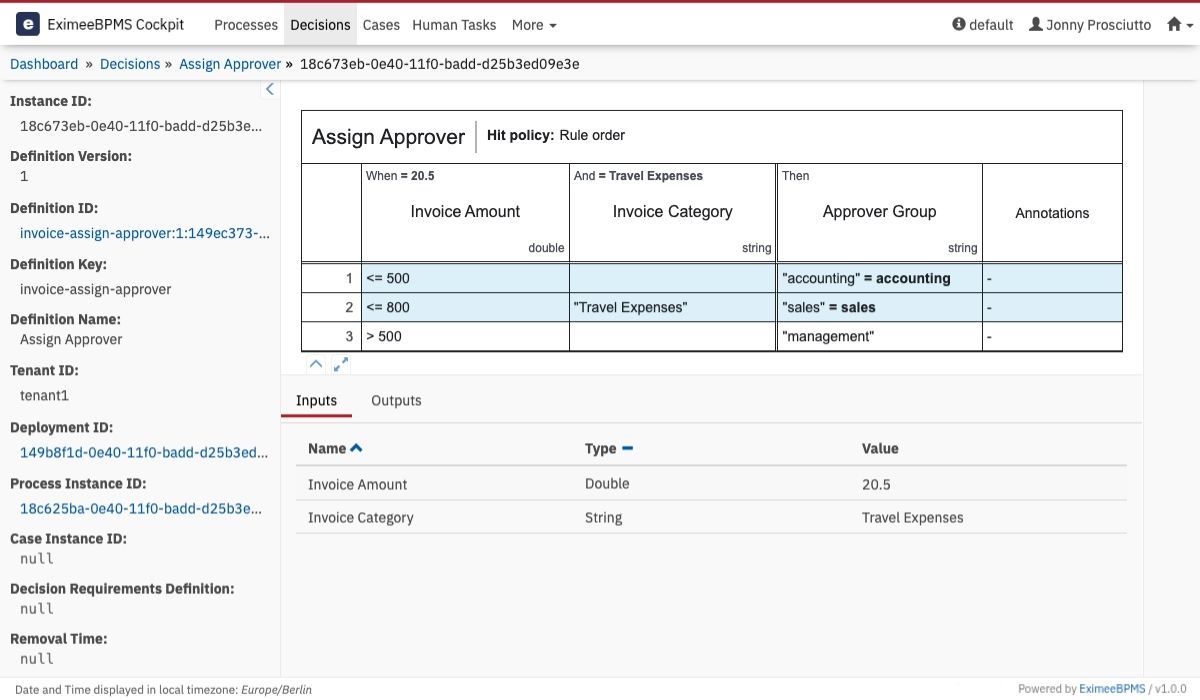 e EximeeBPMS Cockpit Processes Decisions Cases Human Tasks More default Jonny Prosciutto
Dashboard » Decisions » Assign Approver » 18c673eb-0e40-11f0-badd-d25b3ed09e3e
Instance ID:
18c673eb-0e40-11f0-badd-d25b3e...
Definition Version:
1
Definition ID:
invoice-assign-approver:1:149ec373-...
Definition Key:
invoice-assign-approver
Definition Name:
Assign Approver
Tenant ID:
tenant1
Deployment ID:
149b8f1d-0e40-11f0-badd-d25b3ed...
Process Instance ID:
18c625ba-0e40-11f0-badd-d25b3e...
Case Instance ID:
null
Decision Requirements Definition:
null
Removal Time:
null
Assign Approver Hit policy: Rule order
When = 20.5 And = Travel Expenses Then
Invoice Amount Invoice Category Approver Group Annotations
double string string
1 <= 500 "accounting" = accounting -
2 <= 800 "Travel Expenses" "sales" = sales -
3 > 500 "management" -
Inputs Outputs
Name Type Value
Invoice Amount Double 20.5
Invoice Category String Travel Expenses
Date and Time displayed in local timezone: Europe/Berlin Powered by EximeeBPMS / v1.0.0